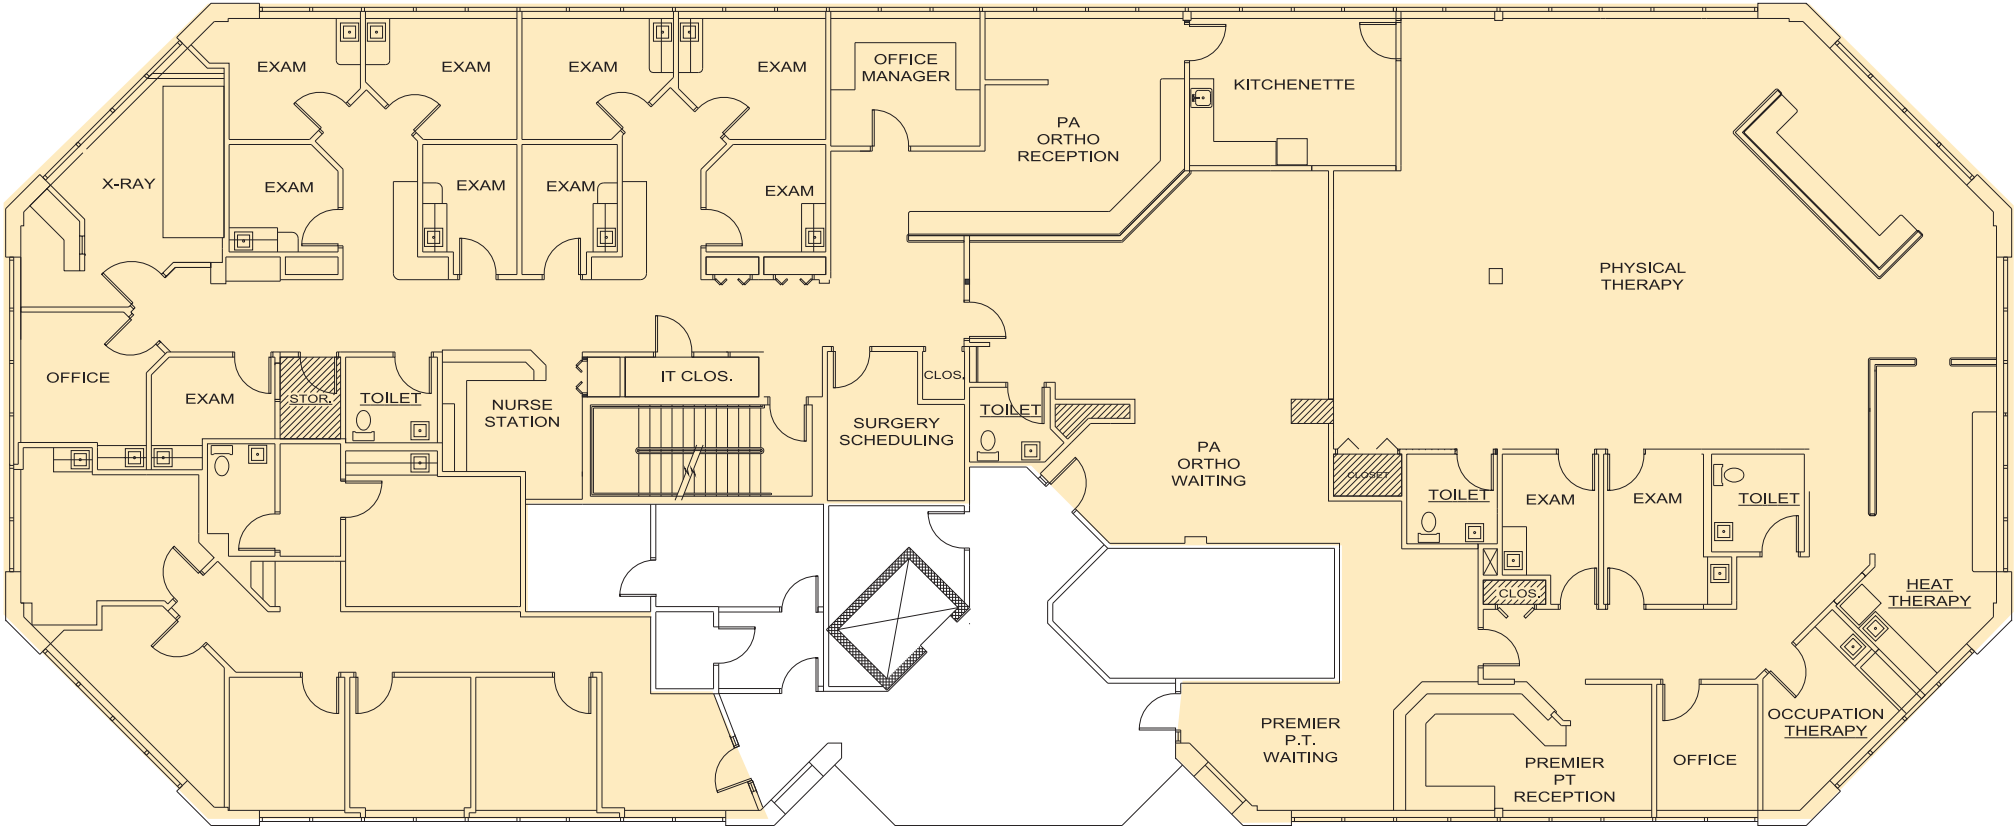 EXAM
EXAM
EXAM
EXAM
OFFICE
MANAGER
KITCHENETTE
PA
ORTHO
RECEPTION
X-RAY
EXAM
EXAM
EXAM
EXAM
PHYSICAL
THERAPY
OFFICE
EXAM
STOR.
TOILET
NURSE
STATION
IT CLOS.
CLOS.
SURGERY
SCHEDULING
TOILET
PA
ORTHO
WAITING
CLOSET
TOILET
EXAM
EXAM
TOILET
CLOS.
HEAT
THERAPY
OCCUPATION
THERAPY
PREMIER
P.T.
WAITING
PREMIER
PT
RECEPTION
OFFICE